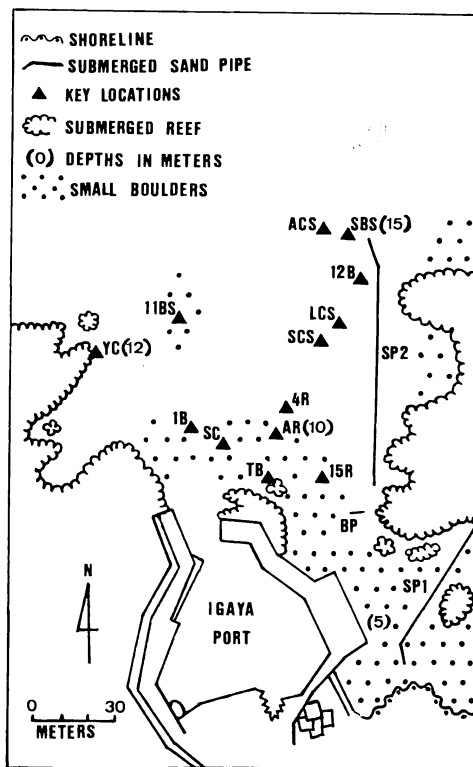 SHORELINE
SUBMERGED SAND PIPE
KEY LOCATIONS
SUBMERGED REEF
(0) DEPTHS IN METERS
SMALL BOULDERS
ACS SBS(15)
12B
11BS
LCS
SCS
YC(12)
SP2
4R
1B
SC
AR(10)
TB
15R
BP
SP1
N
IGAYA
PORT
(5)
0 30
METERS